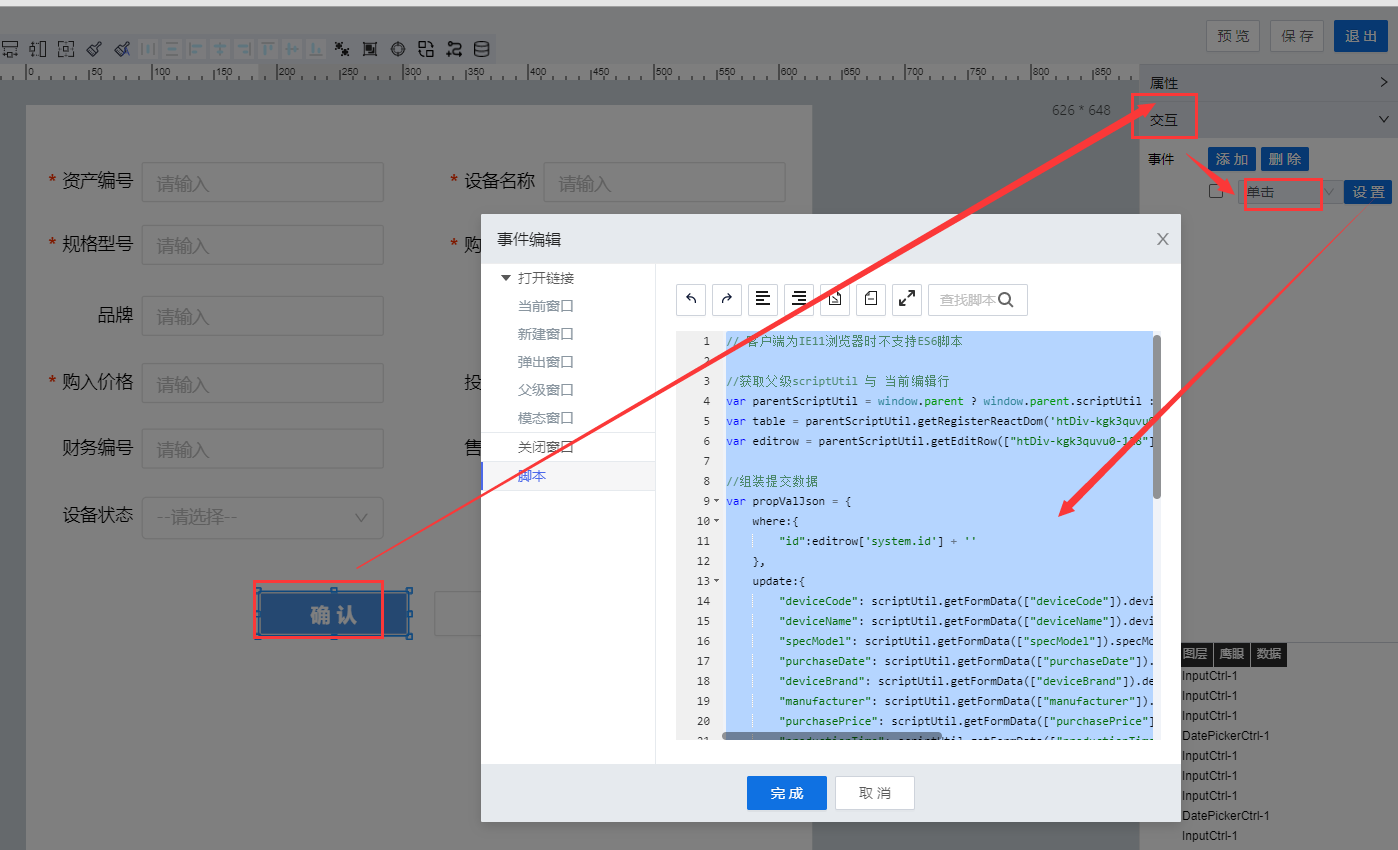 预 览
保 存
退 出
0
50
100
150
200
250
300
350
400
450
500
550
600
650
700
750
800
850
626 * 648
属性
交互
事件
添 加
删 除
单击
设 置
* 资产编号
请输入
* 设备名称
请输入
* 规格型号
请输入
* 购
品牌
请输入
* 购入价格
请输入
投
财务编号
请输入
售
设备状态
--请选择--
确 认
事件编辑
打开链接
当前窗口
新建窗口
弹出窗口
父级窗口
模态窗口
关闭窗口
脚本
查找脚本
1 // 客户端为IE11浏览器时不支持ES6脚本
2
3 //获取父级scriptUtil 与 当前编辑行
4 var parentScriptUtil = window.parent ? window.parent.scriptUtil :
5 var table = parentScriptUtil.getRegisterReactDom('htDiv-kgk3quvu0
6 var editrow = parentScriptUtil.getEditRow(["htDiv-kgk3quvu0-188"]
7
8 //组装提交数据
9 var propValJson = {
10 where:{
11 "id":editrow['system.id'] + ''
12 },
13 update:{
14 "deviceCode": scriptUtil.getFormData(["deviceCode"]).devi
15 "deviceName": scriptUtil.getFormData(["deviceName"]).devi
16 "specModel": scriptUtil.getFormData(["specModel"]).specMo
17 "purchaseDate": scriptUtil.getFormData(["purchaseDate"]).
18 "deviceBrand": scriptUtil.getFormData(["deviceBrand"]).de
19 "manufacturer": scriptUtil.getFormData(["manufacturer"]).
20 "purchasePrice": scriptUtil.getFormData(["purchasePrice"]
21 "productionTime": scriptUtil.getFormData(["productionTime
完 成
取 消
图层
鹰眼
数据
InputCtrl-1
InputCtrl-1
InputCtrl-1
DatePickerCtrl-1
InputCtrl-1
InputCtrl-1
InputCtrl-1
DatePickerCtrl-1
InputCtrl-1